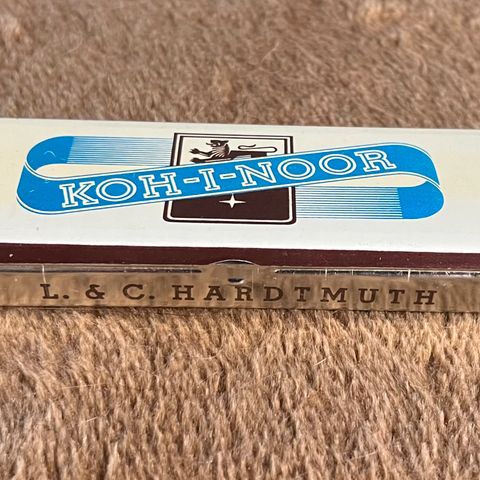 KOH-I-NOOR
L. & C. HARDTMUTH